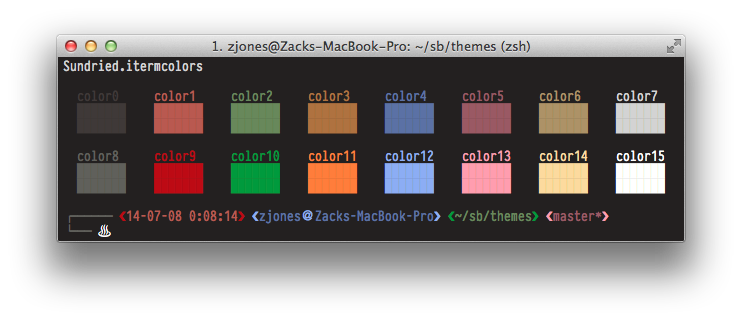 1. zjones@Zacks-MacBook-Pro: ~/sb/themes (zsh)
Sundried.itermcolors
color0 color1 color2 color3 color4 color5 color6 color7
color8 color9 color10 color11 color12 color13 color14 color15
❮14-07-08 0:08:14❯ ❮zjones@Zacks-MacBook-Pro❯ ❮~/sb/themes❯ ❮master*❯
♨